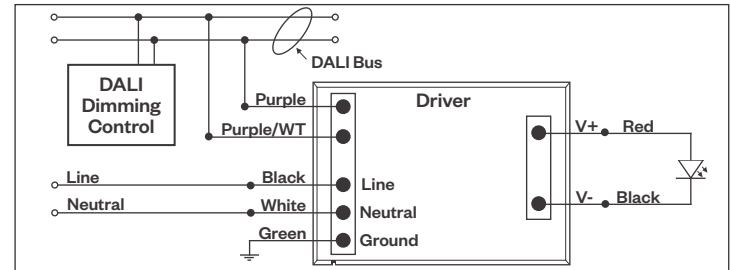 DALI Bus
DALI
Dimming
Control
Driver
Purple
Purple/WT
V+ Red
Line Black Line
V- Black
Neutral White Neutral
Green Ground